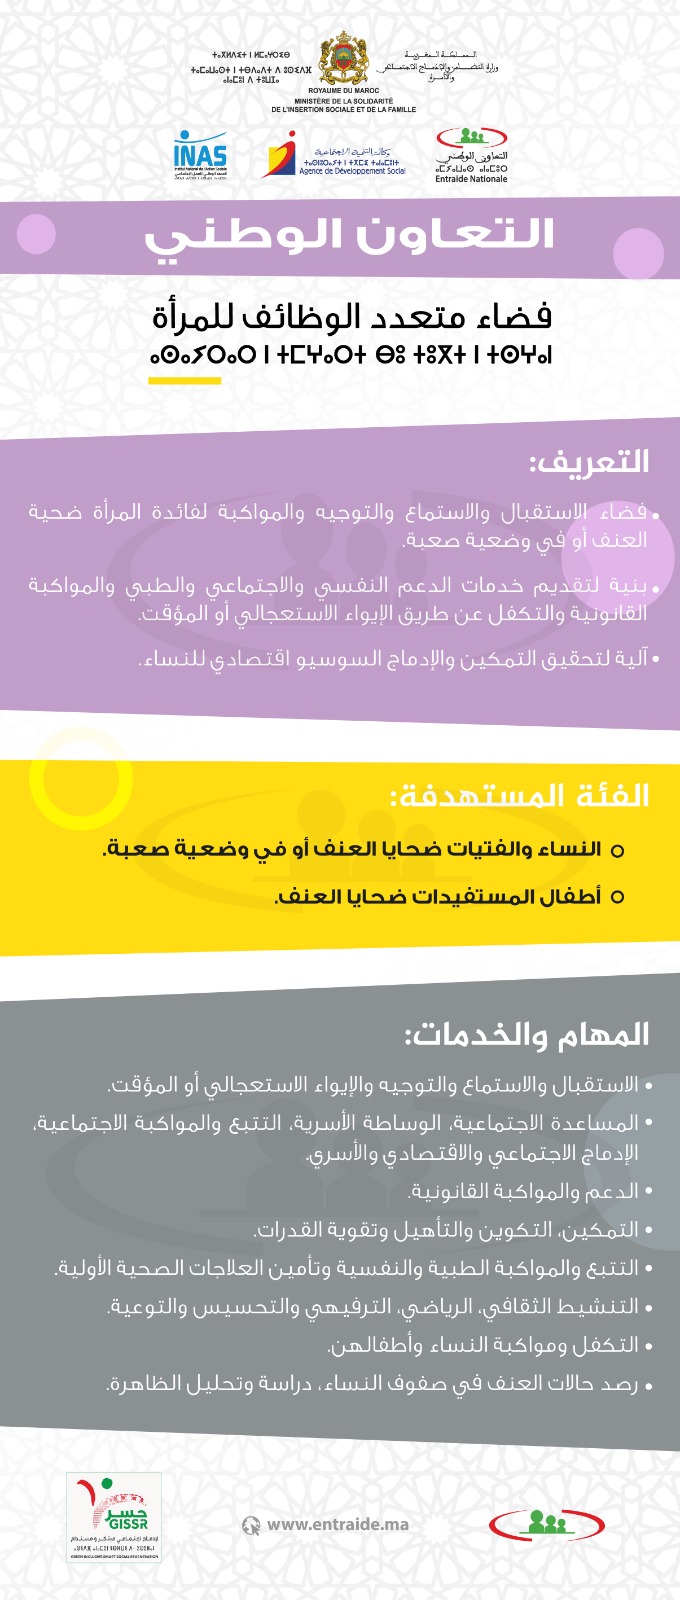 المملكة المغربية
وزارة التضامن والإدماج الاجتماعي
والأسرة
ROYAUME DU MAROC
MINISTÈRE DE LA SOLIDARITÉ
DE L'INSERTION SOCIALE ET DE LA FAMILLE
INAS
وكالة التنمية الاجتماعية
Agence de Développement Social
التعاون الوطني
Entraide Nationale
التعاون الوطني
فضاء متعدد الوظائف للمرأة
ⴰⵙⴰⵢⵔⴰⵔ ⵏ ⵜⵎⵖⴰⵔⵜ ⴱⵓ ⵜⵓⴳⵜ ⵏ ⵜⵙⵖⴰⵏ
التعريف:
• فضاء الاستقبال والاستماع والتوجيه والمواكبة لفائدة المرأة ضحية
العنف أو في وضعية صعبة.
• بنية لتقديم خدمات الدعم النفسي والاجتماعي والطبي والمواكبة
القانونية والتكفل عن طريق الإيواء الاستعجالي أو المؤقت.
• آلية لتحقيق التمكين والإدماج السوسيو اقتصادي للنساء.
الفئة المستهدفة:
النساء والفتيات ضحايا العنف أو في وضعية صعبة.
أطفال المستفيدات ضحايا العنف.
المهام والخدمات:
• الاستقبال والاستماع والتوجيه والإيواء الاستعجالي أو المؤقت.
• المساعدة الاجتماعية، الوساطة الأسرية، التتبع والمواكبة الاجتماعية،
الإدماج الاجتماعي والاقتصادي والأسري.
• الدعم والمواكبة القانونية.
• التمكين، التكوين والتأهيل وتقوية القدرات.
• التتبع والمواكبة الطبية والنفسية وتأمين العلاجات الصحية الأولية.
• التنشيط الثقافي، الرياضي، الترفيهي والتحسيس والتوعية.
• التكفل ومواكبة النساء وأطفالهن.
• رصد حالات العنف في صفوف النساء، دراسة وتحليل الظاهرة.
جسر
GISSR
www.entraide.ma